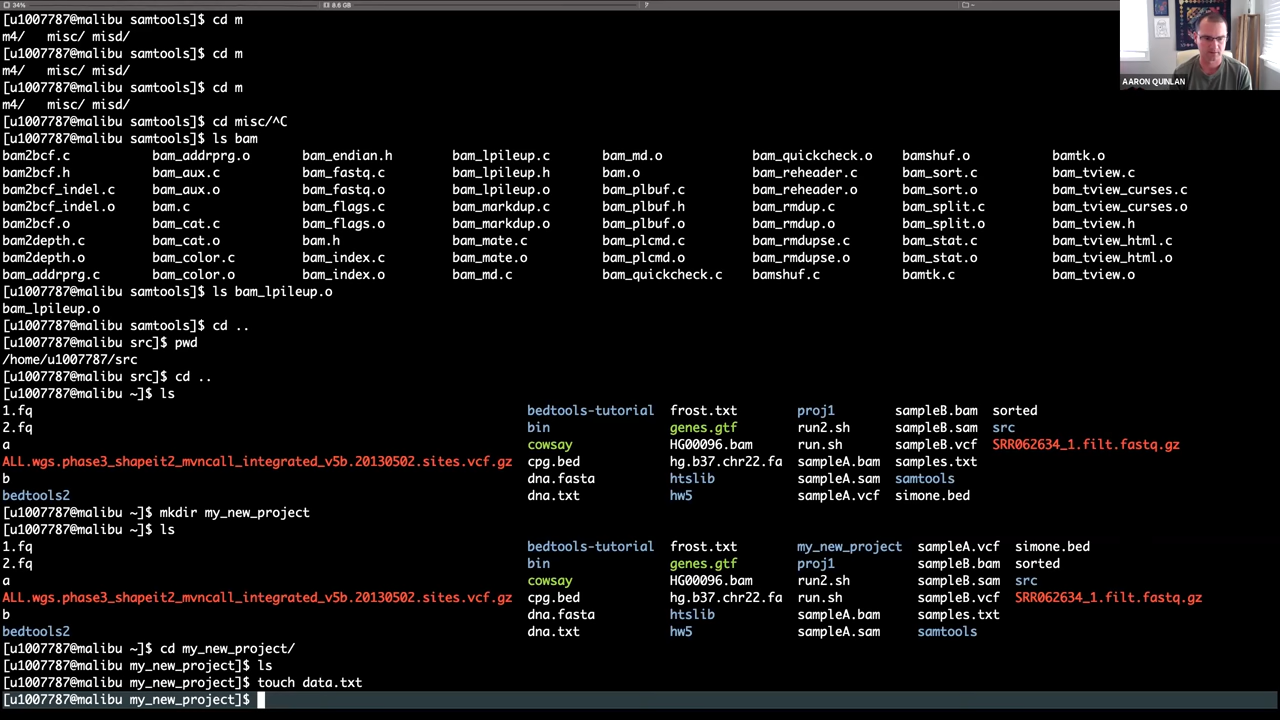 34%
8.6 GB
[u1007787@malibu samtools]$ cd m
m4/   misc/ misd/
[u1007787@malibu samtools]$ cd m
m4/   misc/ misd/
[u1007787@malibu samtools]$ cd m
m4/   misc/ misd/
[u1007787@malibu samtools]$ cd misc/^C
[u1007787@malibu samtools]$ ls bam
bam2bcf.c bam_addrprg.o bam_endian.h bam_lpileup.c bam_md.o bam_quickcheck.o bamshuf.o bamtk.o
bam2bcf.h bam_aux.c bam_fastq.c bam_lpileup.h bam.o bam_reheader.c bam_sort.c bam_tview.c
bam2bcf_indel.c bam_aux.o bam_fastq.o bam_lpileup.o bam_plbuf.c bam_reheader.o bam_sort.o bam_tview_curses.c
bam2bcf_indel.o bam.c bam_flags.c bam_markdup.c bam_plbuf.h bam_rmdup.c bam_split.c bam_tview_curses.o
bam2bcf.o bam_cat.c bam_flags.o bam_markdup.o bam_plbuf.o bam_rmdup.o bam_split.o bam_tview.h
bam2depth.c bam_cat.o bam.h bam_mate.c bam_plcmd.c bam_rmdupse.c bam_stat.c bam_tview_html.c
bam2depth.o bam_color.c bam_index.c bam_mate.o bam_plcmd.o bam_rmdupse.o bam_stat.o bam_tview_html.o
bam_addrprg.c bam_color.o bam_index.o bam_md.c bam_quickcheck.c bamshuf.c bamtk.c bam_tview.o
[u1007787@malibu samtools]$ ls bam_lpileup.o
bam_lpileup.o
[u1007787@malibu samtools]$ cd ..
[u1007787@malibu src]$ pwd
/home/u1007787/src
[u1007787@malibu src]$ cd ..
[u1007787@malibu ~]$ ls
1.fq bedtools-tutorial frost.txt proj1 sampleB.bam sorted
2.fq bin genes.gtf run2.sh sampleB.sam src
a cowsay HG00096.bam run.sh sampleB.vcf SRR062634_1.filt.fastq.gz
ALL.wgs.phase3_shapeit2_mvncall_integrated_v5b.20130502.sites.vcf.gz cpg.bed hg.b37.chr22.fa sampleA.bam samples.txt
b dna.fasta htslib sampleA.sam samtools
bedtools2 dna.txt hw5 sampleA.vcf simone.bed
[u1007787@malibu ~]$ mkdir my_new_project
[u1007787@malibu ~]$ ls
1.fq bedtools-tutorial frost.txt my_new_project sampleA.vcf simone.bed
2.fq bin genes.gtf proj1 sampleB.bam sorted
a cowsay HG00096.bam run2.sh sampleB.sam src
ALL.wgs.phase3_shapeit2_mvncall_integrated_v5b.20130502.sites.vcf.gz cpg.bed hg.b37.chr22.fa run.sh sampleB.vcf SRR062634_1.filt.fastq.gz
b dna.fasta htslib sampleA.bam samples.txt
bedtools2 dna.txt hw5 sampleA.sam samtools
[u1007787@malibu ~]$ cd my_new_project/
[u1007787@malibu my_new_project]$ ls
[u1007787@malibu my_new_project]$ touch data.txt
[u1007787@malibu my_new_project]$
AARON QUINLAN